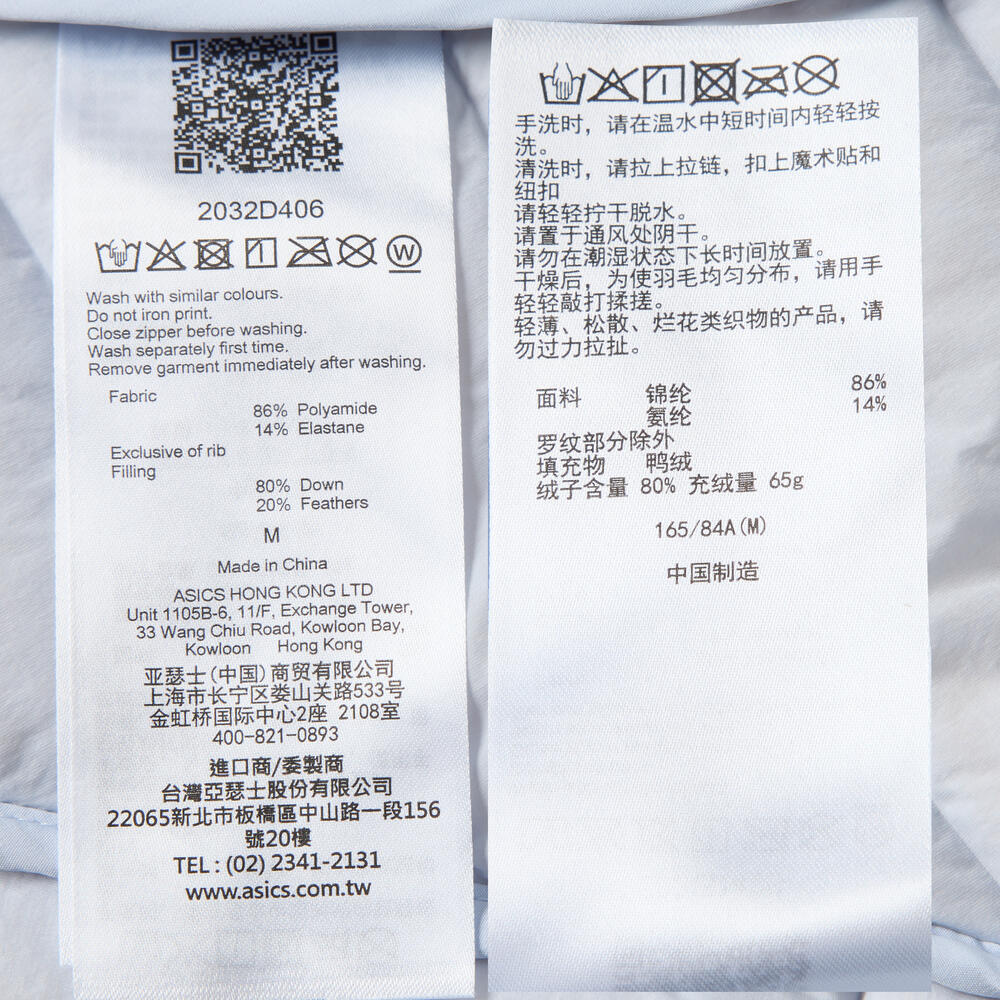 2032D406
W
Wash with similar colours.
Do not iron print.
Close zipper before washing.
Wash separately first time.
Remove garment immediately after washing.
Fabric
86% Polyamide
14% Elastane
Exclusive of rib
Filling
80% Down
20% Feathers
M
Made in China
ASICS HONG KONG LTD
Unit 1105B-6, 11/F, Exchange Tower,
33 Wang Chiu Road, Kowloon Bay,
Kowloon Hong Kong
亚瑟士(中国)商贸有限公司
上海市长宁区娄山关路533号
金虹桥国际中心2座 2108室
400-821-0893
進口商/委製商
台灣亞瑟士股份有限公司
22065新北市板橋區中山路一段156
號20樓
TEL : (02) 2341-2131
www.asics.com.tw
手洗时，请在温水中短时间内轻轻按
洗。
清洗时，请拉上拉链，扣上魔术贴和
纽扣
请轻轻拧干脱水。
请置于通风处阴干。
请勿在潮湿状态下长时间放置。
干燥后，为使羽毛均匀分布，请用手
轻轻敲打揉搓。
轻薄、松散、烂花类织物的产品，请
勿过力拉扯。
面料 锦纶 86%
氨纶 14%
罗纹部分除外
填充物 鸭绒
绒子含量 80% 充绒量 65g
165/84A(M)
中国制造